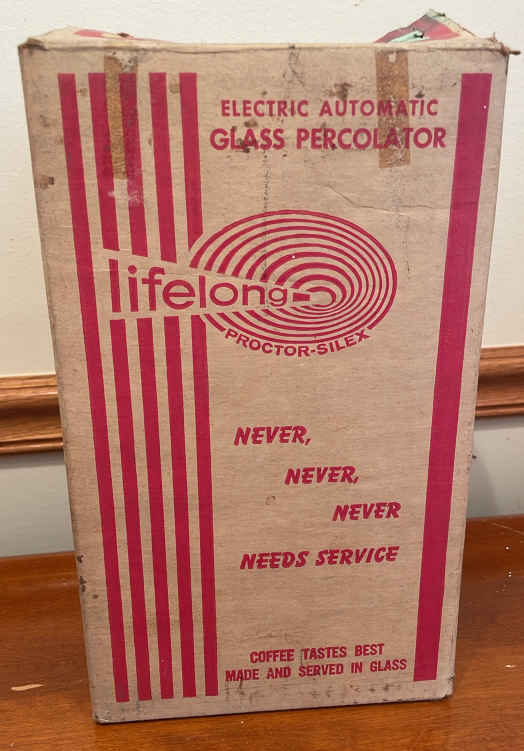 ELECTRIC AUTOMATIC
GLASS PERCOLATOR
lifelong
PROCTOR-SILEX
NEVER,
NEVER,
NEVER
NEEDS SERVICE
COFFEE TASTES BEST
MADE AND SERVED IN GLASS